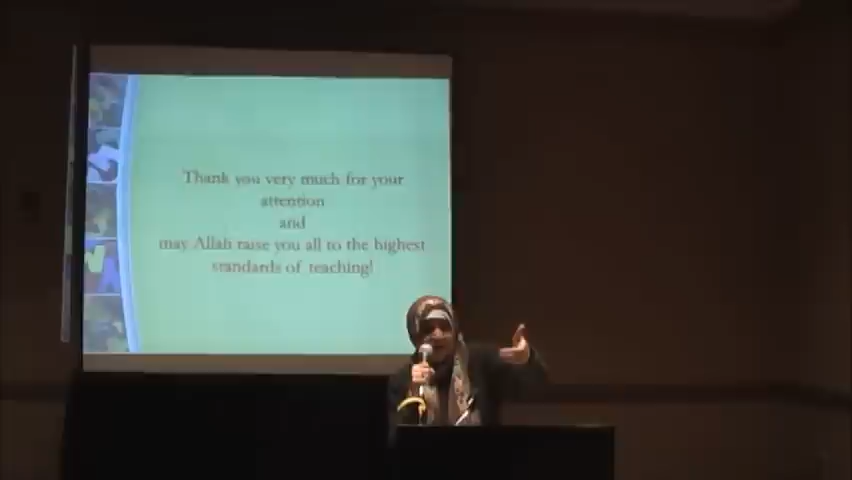 Thank you very much for your
attention
and
may Allah raise you all to the highest
standards of teaching!